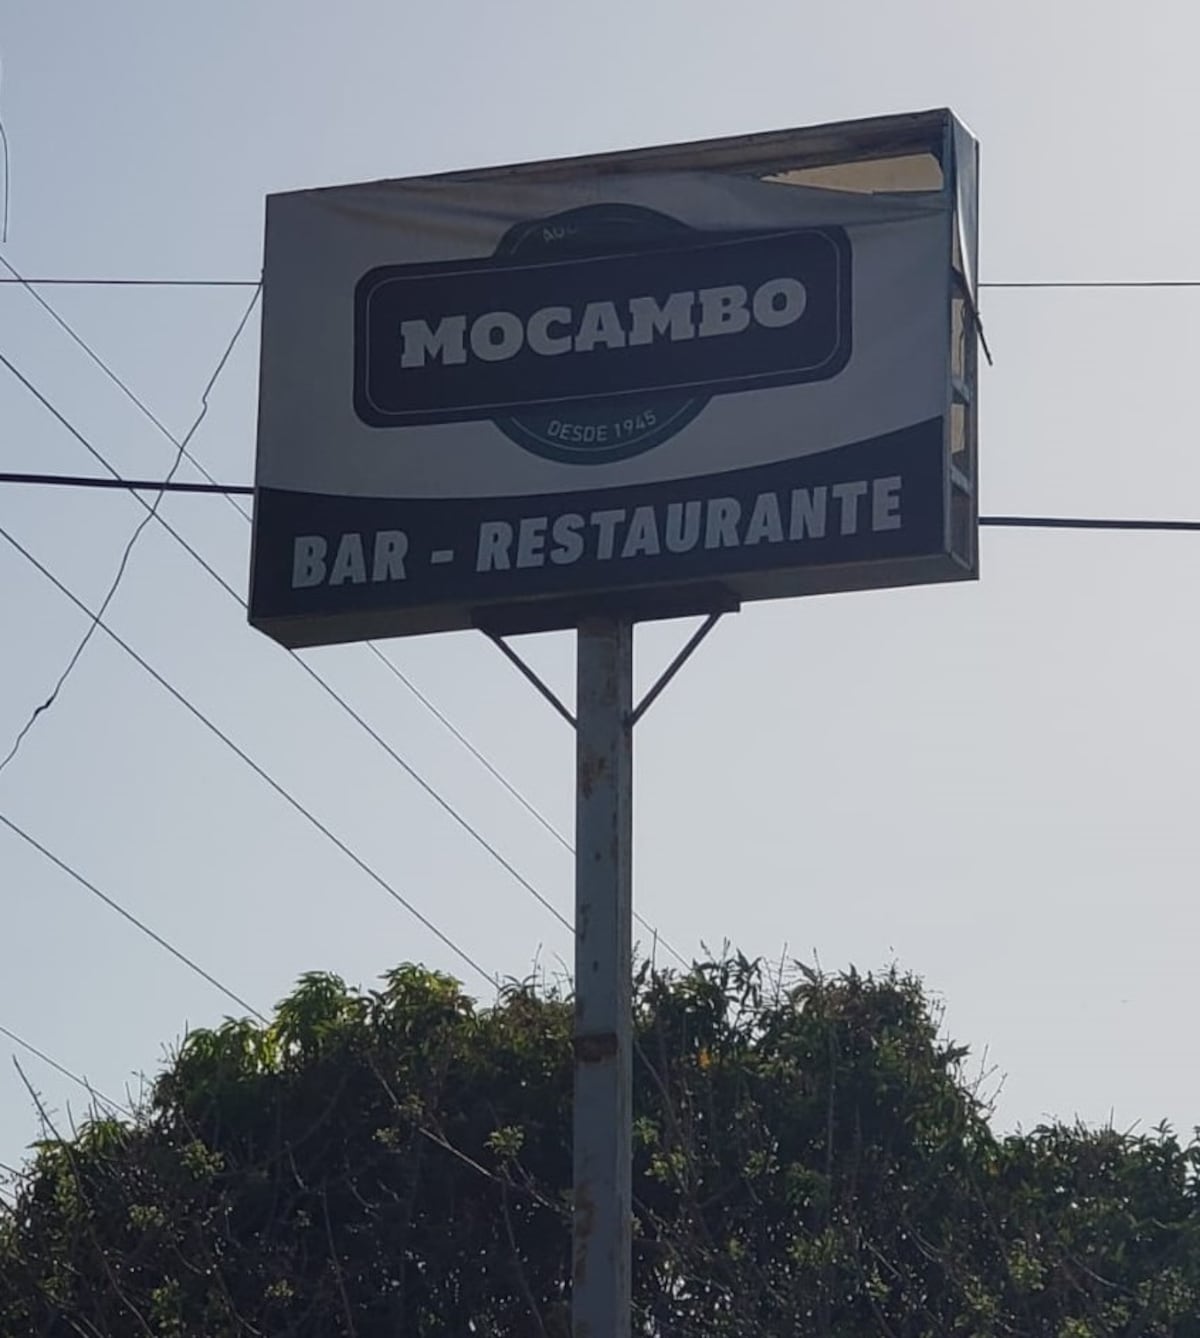 MOCAMBO
DESDE 1945
BAR - RESTAURANTE